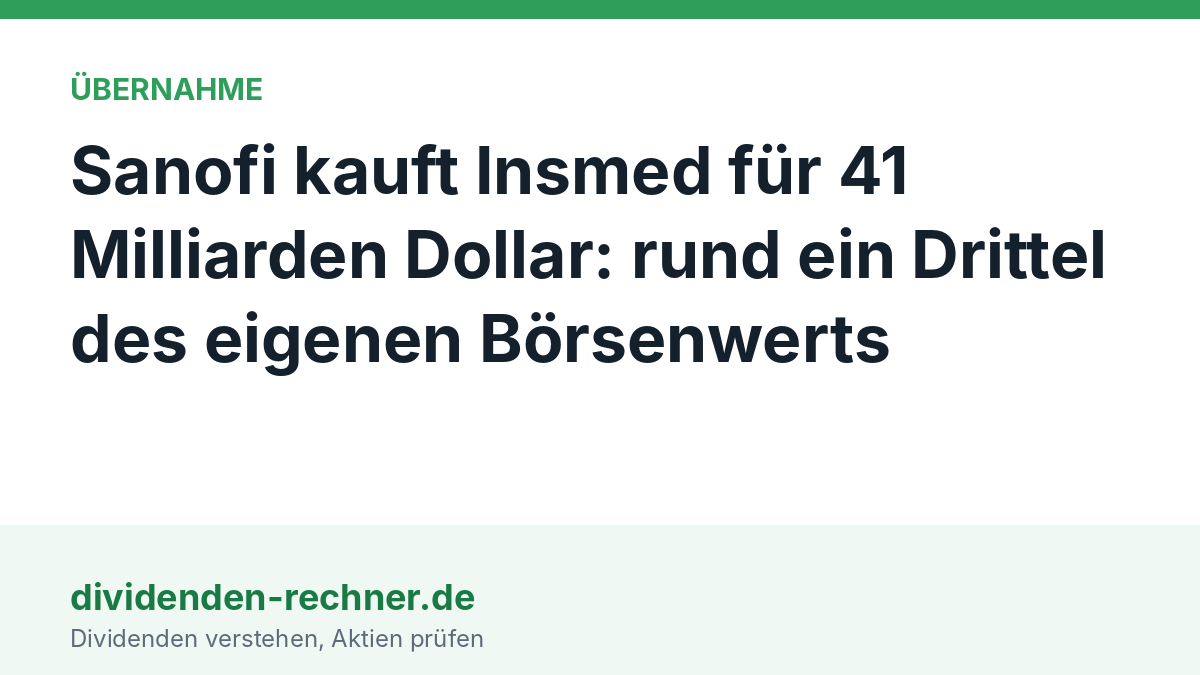 ÜBERNAHME
Sanofi kauft Insmed für 41
Milliarden Dollar: rund ein Drittel
des eigenen Börsenwerts
dividenden-rechner.de
Dividenden verstehen, Aktien prüfen